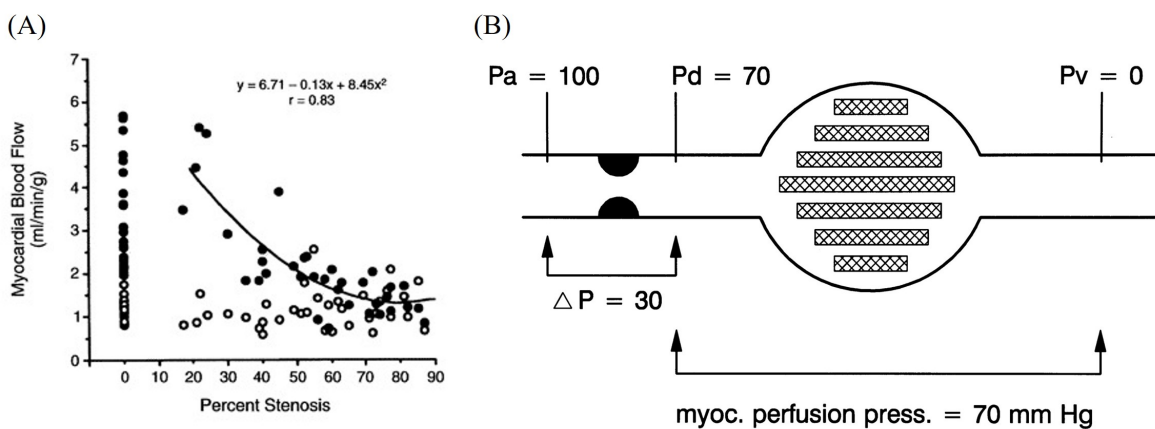 (A)
7
6
5
4
3
2
1
0
Myocardial Blood Flow
(ml/min/g)
y = 6.71 – 0.13x + 8.45x²
r = 0.83
0 10 20 30 40 50 60 70 80 90
Percent Stenosis
(B)
Pa = 100
Pd = 70
Pv = 0
△P = 30
myoc. perfusion press. = 70 mm Hg